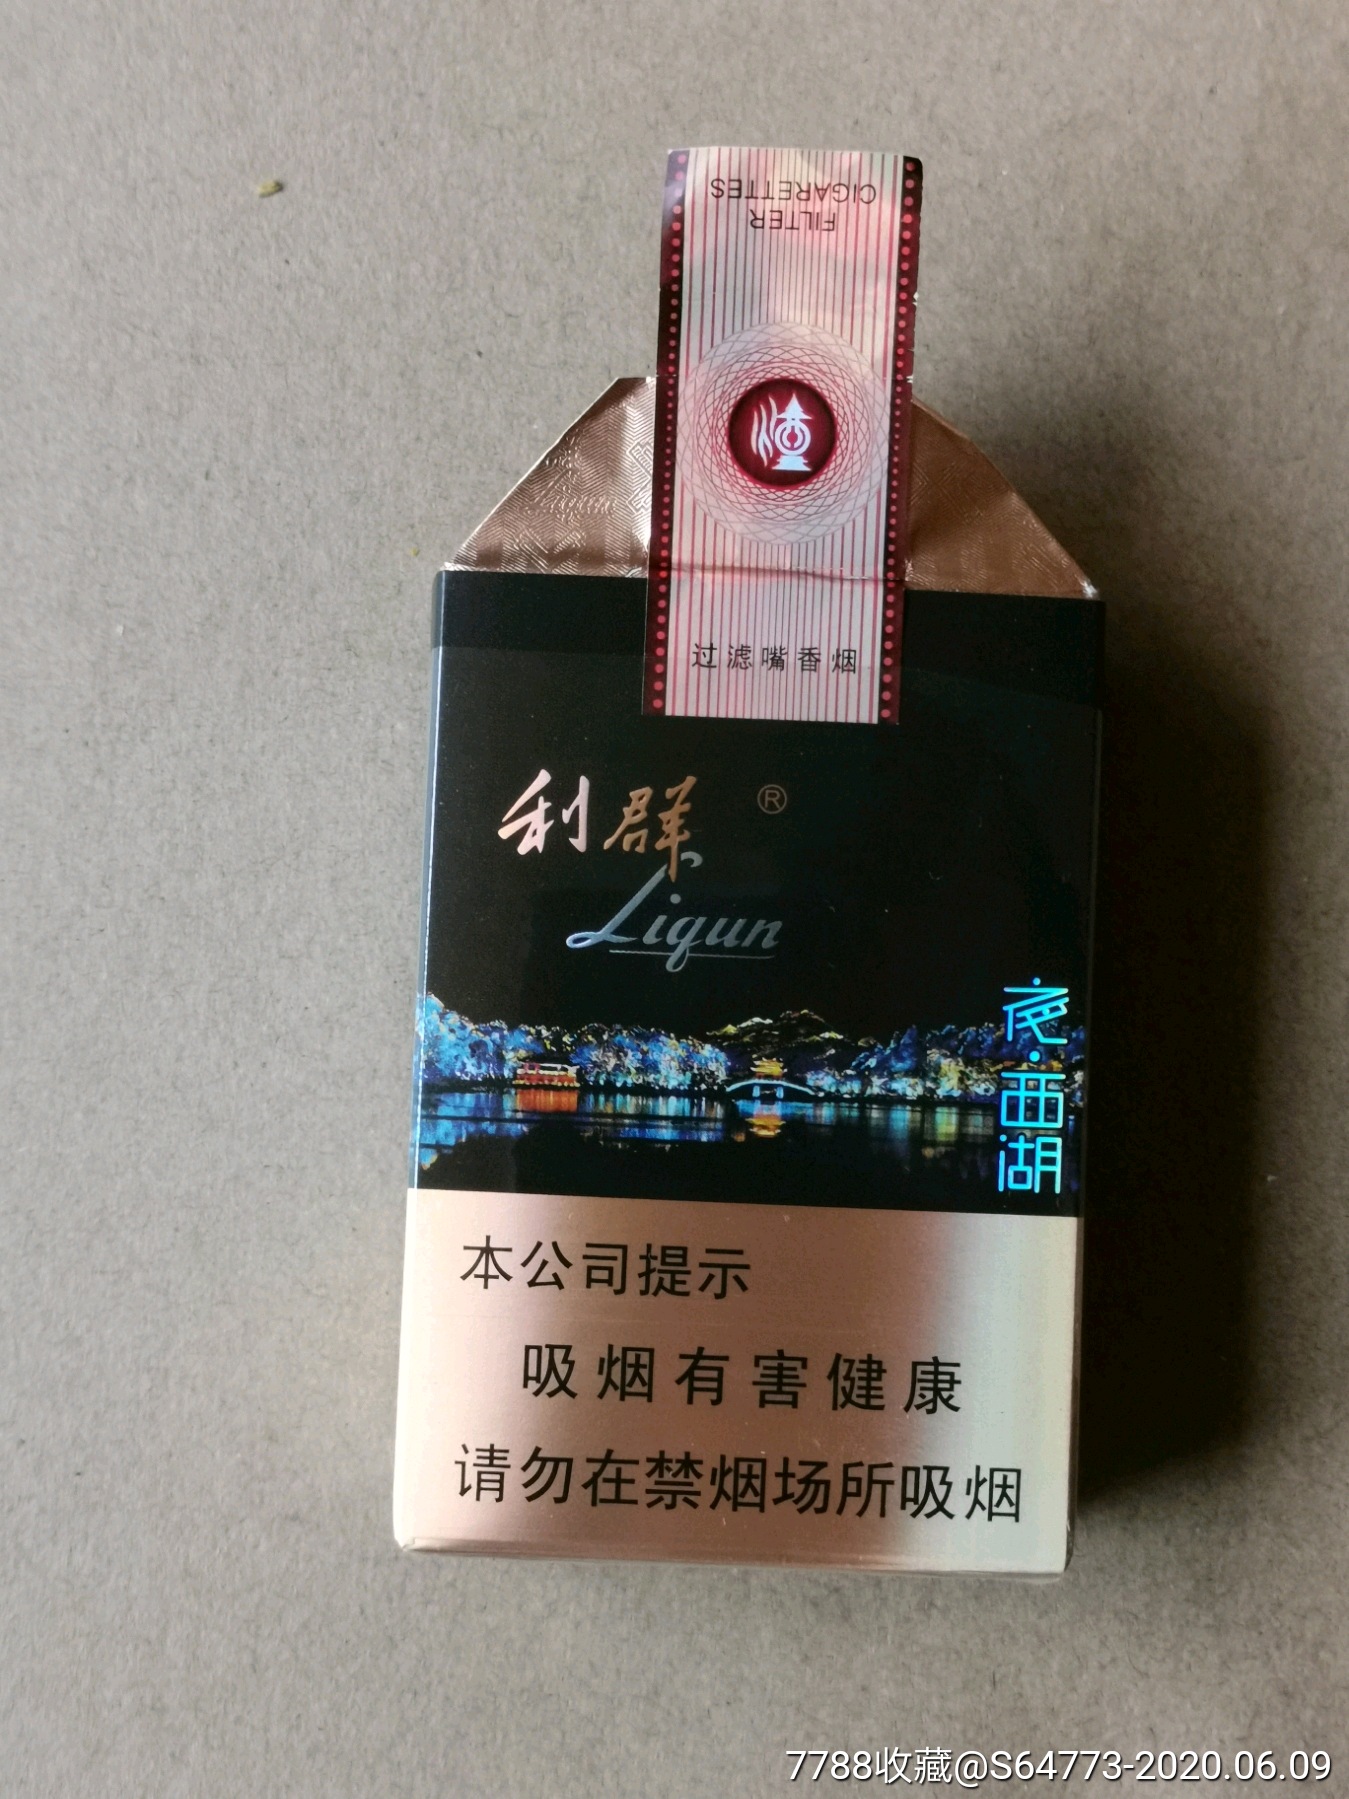 FILTER
CIGARETTES
过滤嘴香烟
利群 ®
Liqun
夜·西湖
本公司提示
吸烟有害健康
请勿在禁烟场所吸烟
7788收藏@S64773-2020.06.09